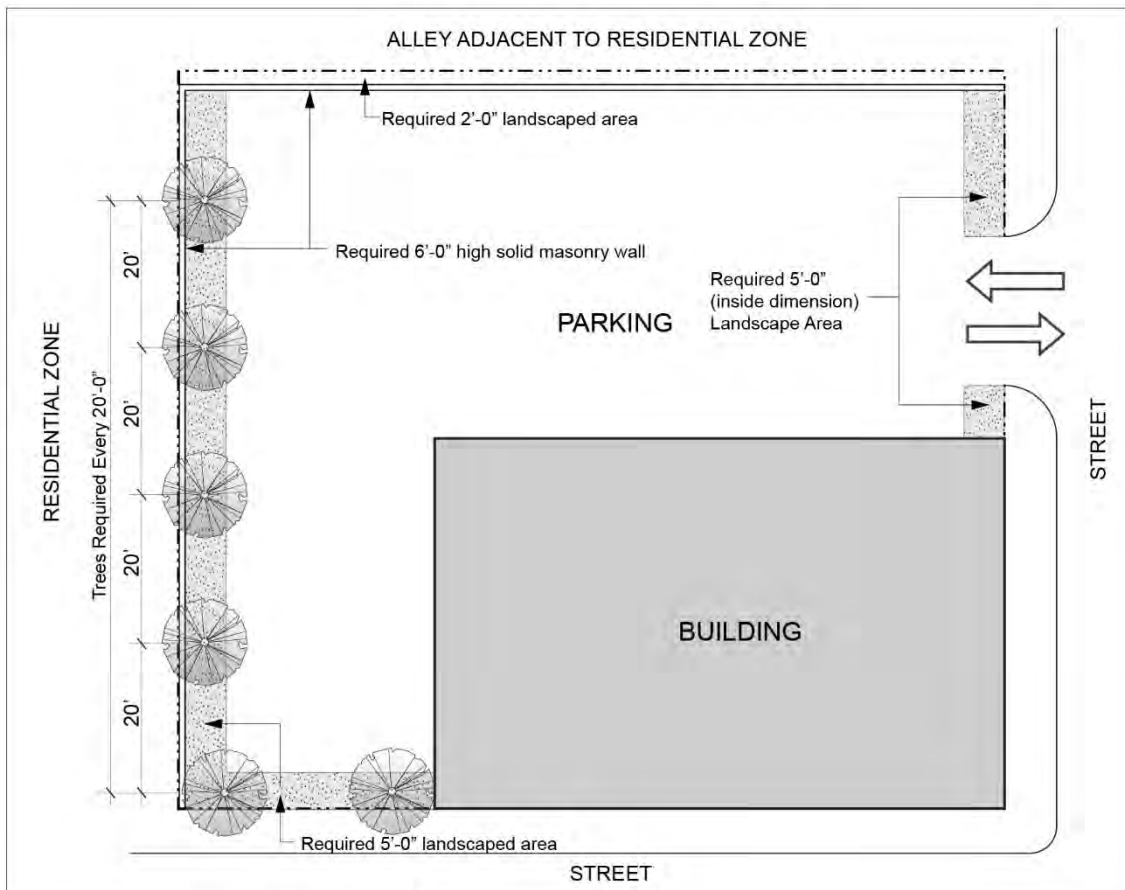 ALLEY ADJACENT TO RESIDENTIAL ZONE
Required 2’-0” landscaped area
Required 6’-0” high solid masonry wall
Required 5’-0”
(inside dimension)
Landscape Area
PARKING
RESIDENTIAL ZONE
Trees Required Every 20’-0”
20’
20’
20’
20’
STREET
BUILDING
Required 5’-0” landscaped area
STREET